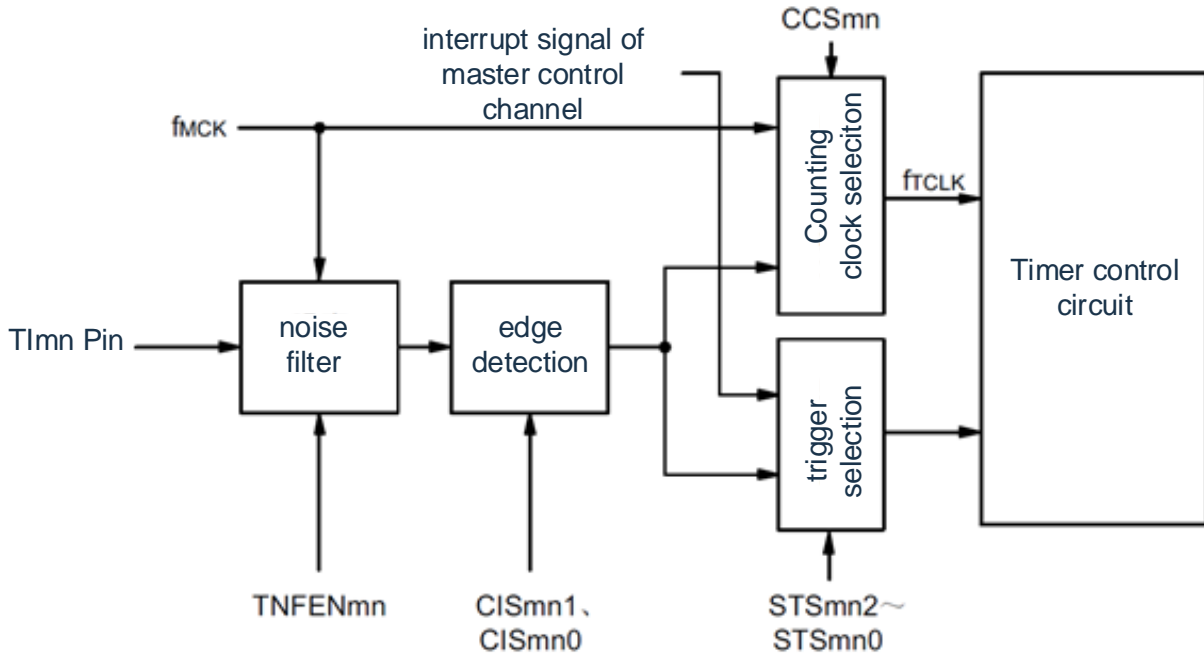 CCSmn
interrupt signal of
master control
channel
fMCK
Counting
clock seleciton
fTCLK
Timer control
circuit
TImn Pin
noise
filter
edge
detection
trigger
selection
TNFENmn
CISmn1、
CISmn0
STSmn2～
STSmn0